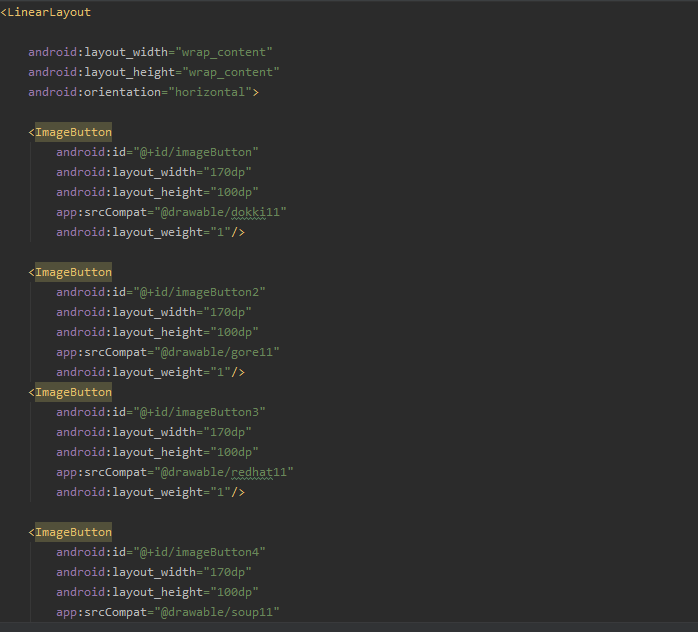 <LinearLayout
android:layout_width="wrap_content"
android:layout_height="wrap_content"
android:orientation="horizontal">
<ImageButton
android:id="@+id/imageButton"
android:layout_width="170dp"
android:layout_height="100dp"
app:srcCompat="@drawable/dokki11"
android:layout_weight="1"/>
<ImageButton
android:id="@+id/imageButton2"
android:layout_width="170dp"
android:layout_height="100dp"
app:srcCompat="@drawable/gore11"
android:layout_weight="1"/>
<ImageButton
android:id="@+id/imageButton3"
android:layout_width="170dp"
android:layout_height="100dp"
app:srcCompat="@drawable/redhat11"
android:layout_weight="1"/>
<ImageButton
android:id="@+id/imageButton4"
android:layout_width="170dp"
android:layout_height="100dp"
app:srcCompat="@drawable/soup11"